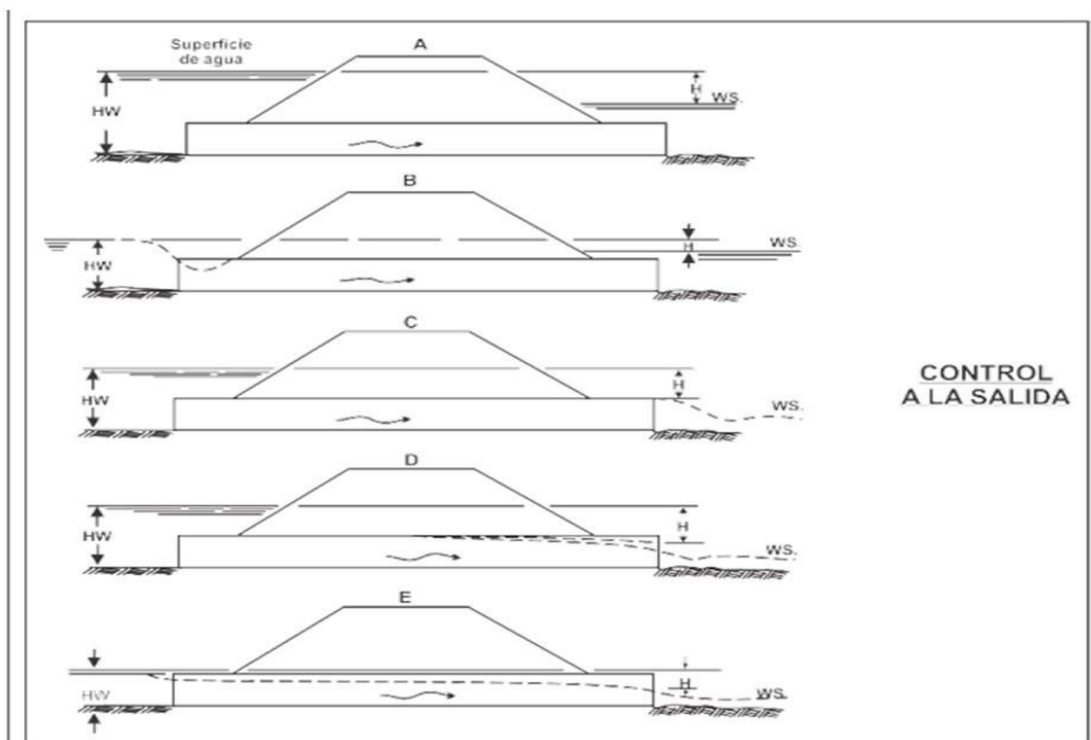 A
Superficie
de agua
HW
H
WS.
B
HW
H
WS.
C
HW
H
WS.
CONTROL
A LA SALIDA
D
HW
H
WS.
E
HW
H
WS.